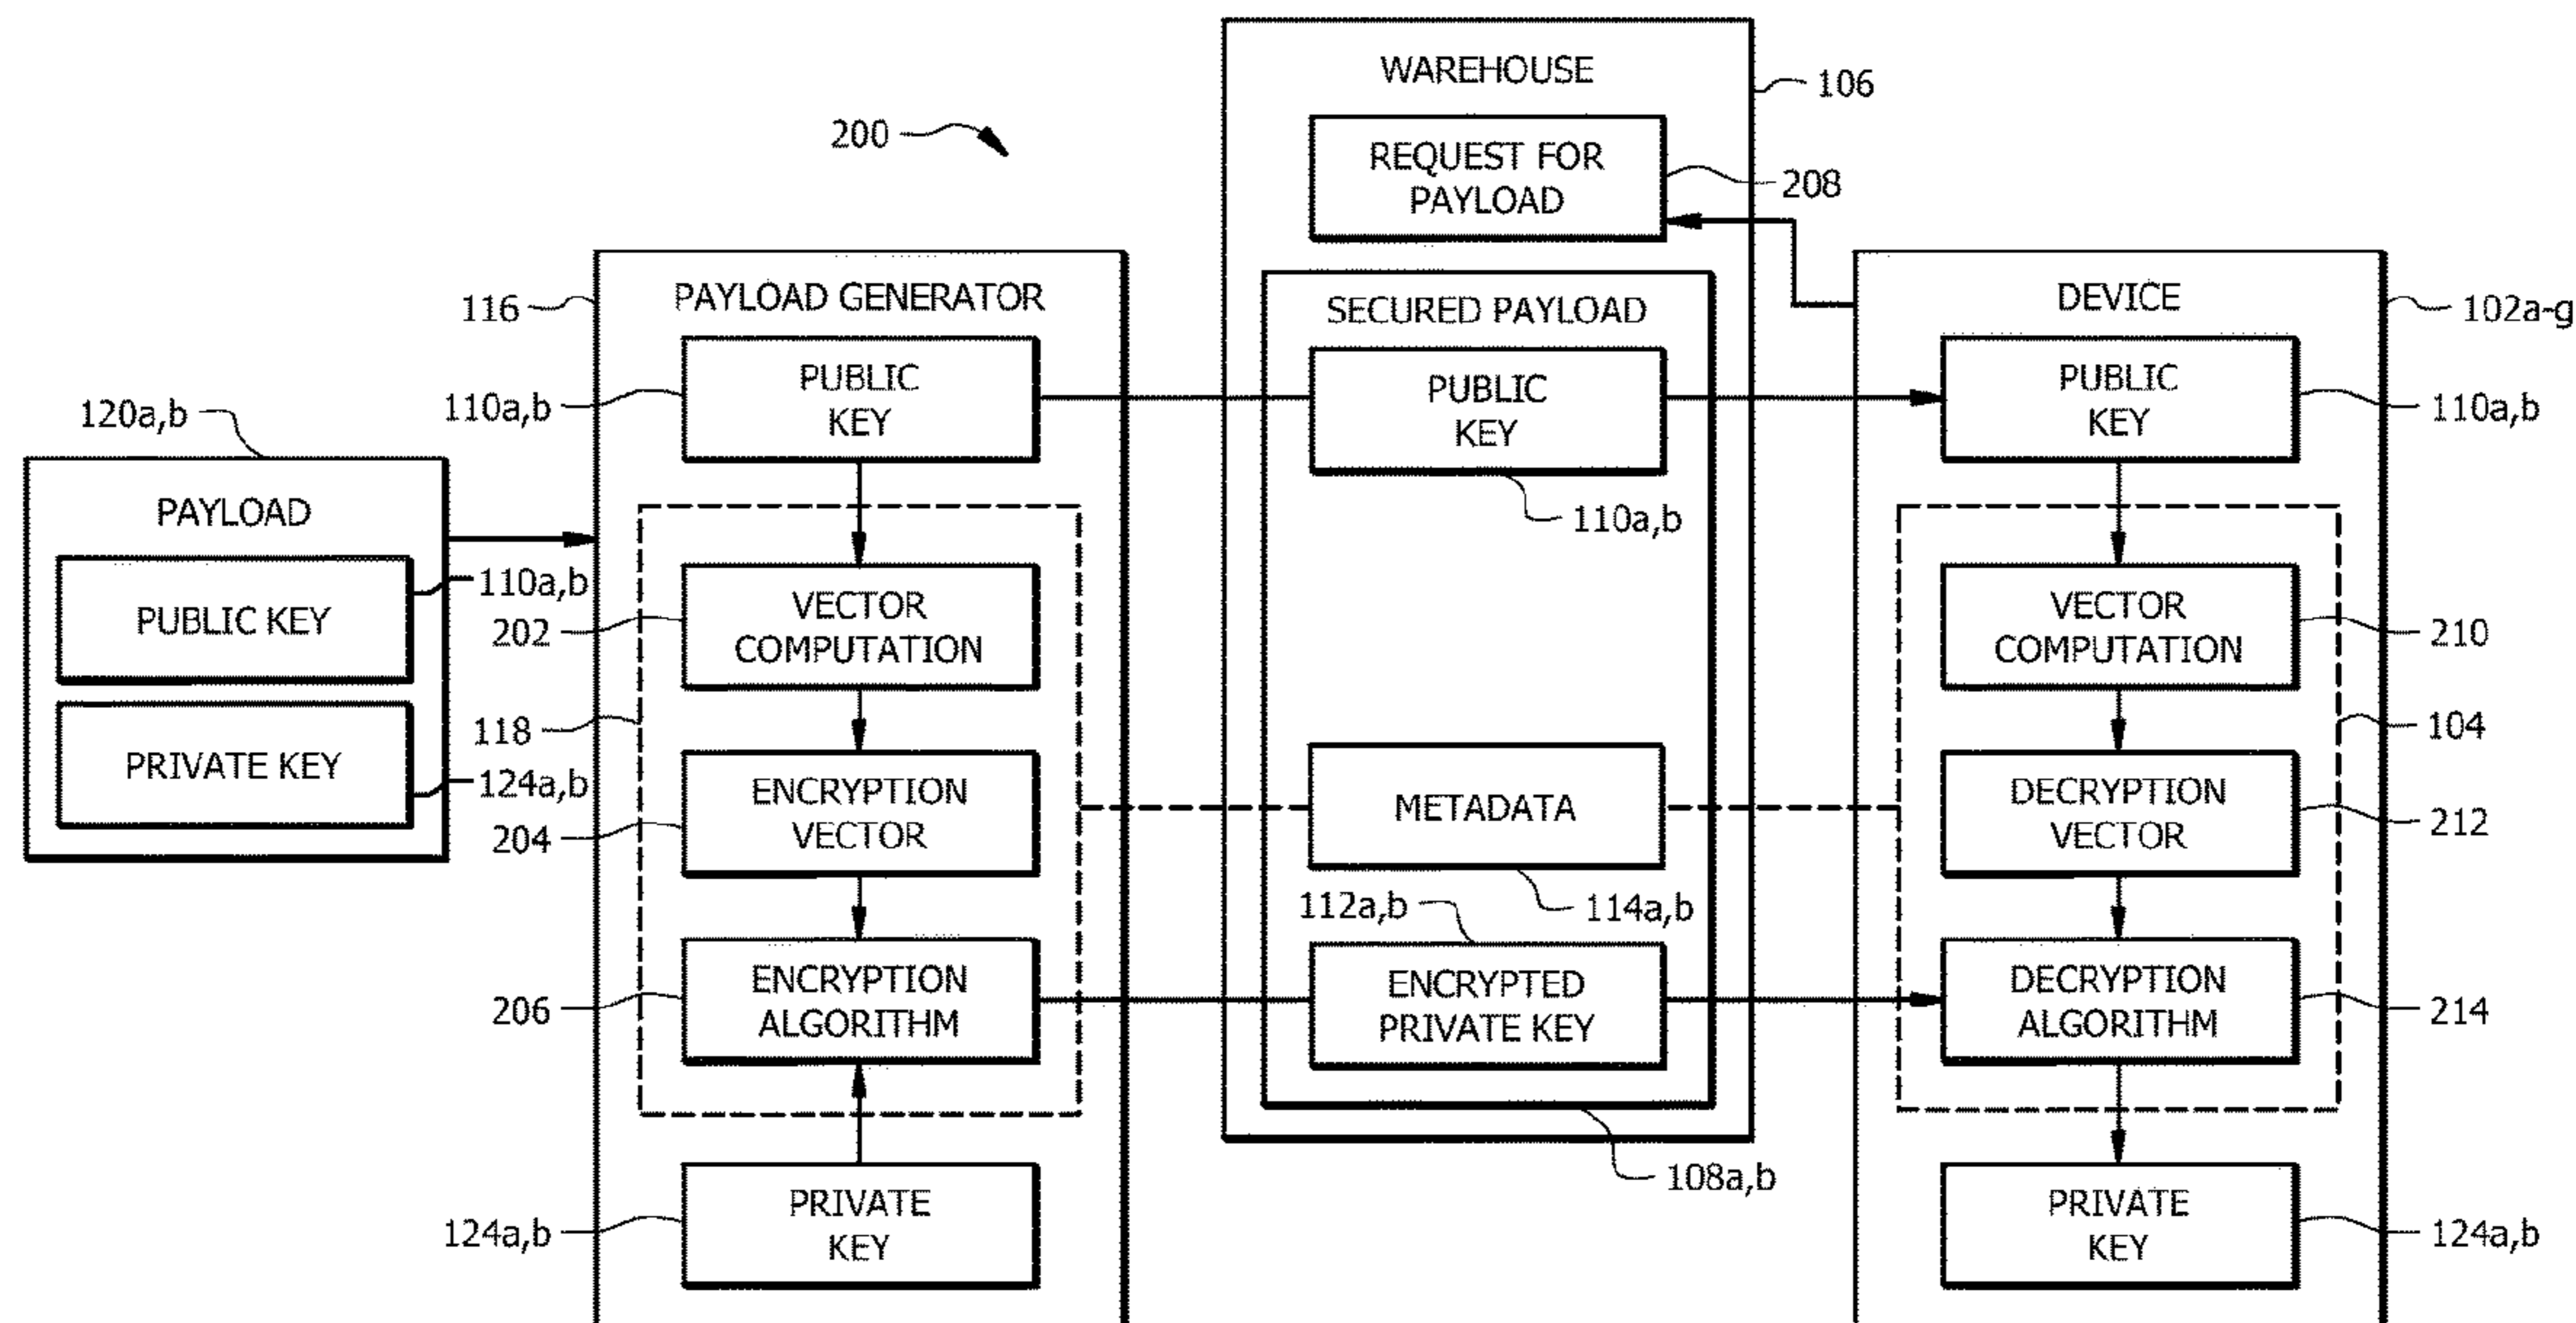 200
120a,b
PAYLOAD
PUBLIC KEY
110a,b
PRIVATE KEY
124a,b
116
PAYLOAD GENERATOR
PUBLIC
KEY
110a,b
118
VECTOR
COMPUTATION
202
ENCRYPTION
VECTOR
204
ENCRYPTION
ALGORITHM
206
PRIVATE
KEY
124a,b
WAREHOUSE
106
REQUEST FOR
PAYLOAD
208
SECURED PAYLOAD
PUBLIC
KEY
110a,b
METADATA
114a,b
112a,b
ENCRYPTED
PRIVATE KEY
108a,b
DEVICE
102a-g
PUBLIC
KEY
110a,b
VECTOR
COMPUTATION
210
104
DECRYPTION
VECTOR
212
DECRYPTION
ALGORITHM
214
PRIVATE
KEY
124a,b